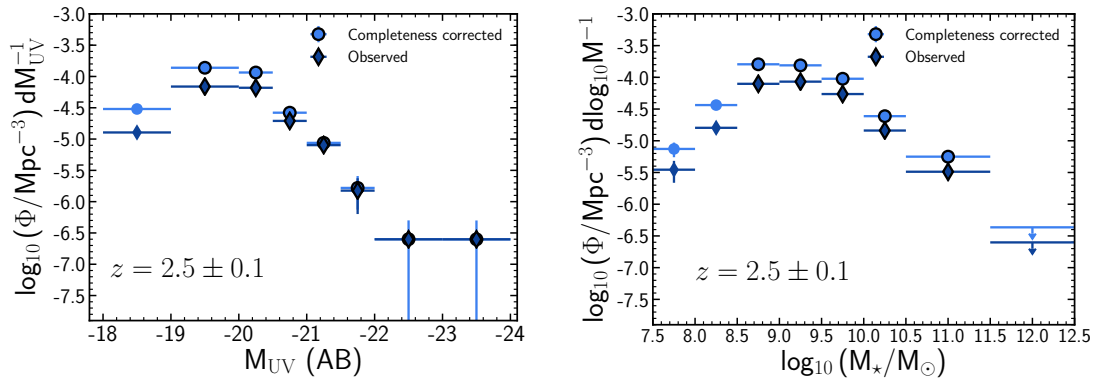 -3.0
-3.5
-4.0
-4.5
-5.0
-5.5
-6.0
-6.5
-7.0
-7.5
log₁₀ (Φ/Mpc⁻³) dM_UV⁻¹
Completeness corrected
Observed
z = 2.5 ± 0.1
-18 -19 -20 -21 -22 -23 -24
M_UV (AB)
-3.0
-3.5
-4.0
-4.5
-5.0
-5.5
-6.0
-6.5
-7.0
-7.5
log₁₀ (Φ/Mpc⁻³) dlog₁₀M⁻¹
Completeness corrected
Observed
z = 2.5 ± 0.1
7.5 8.0 8.5 9.0 9.5 10.0 10.5 11.0 11.5 12.0 12.5
log₁₀ (M⋆/M⊙)